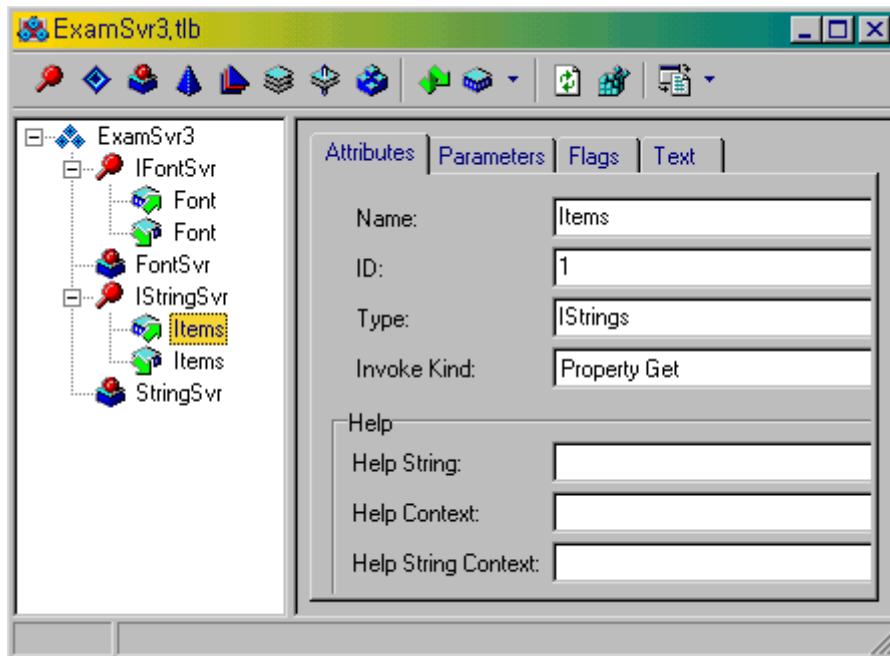 ExamSvr3.tlb
ExamSvr3
IFontSvr
Font
Font
FontSvr
IStringSvr
Items
Items
StringSvr
Attributes Parameters Flags Text
Name: Items
ID: 1
Type: IStrings
Invoke Kind: Property Get
Help
Help String:
Help Context:
Help String Context: